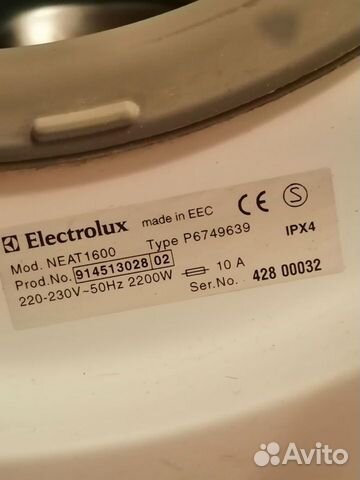 Electrolux made in EEC CE S
Mod. NEAT1600 Type P6749639 IPX4
Prod.No. 914513028 02
220-230V~50Hz 2200W 10 A Ser.No. 428 00032
Avito